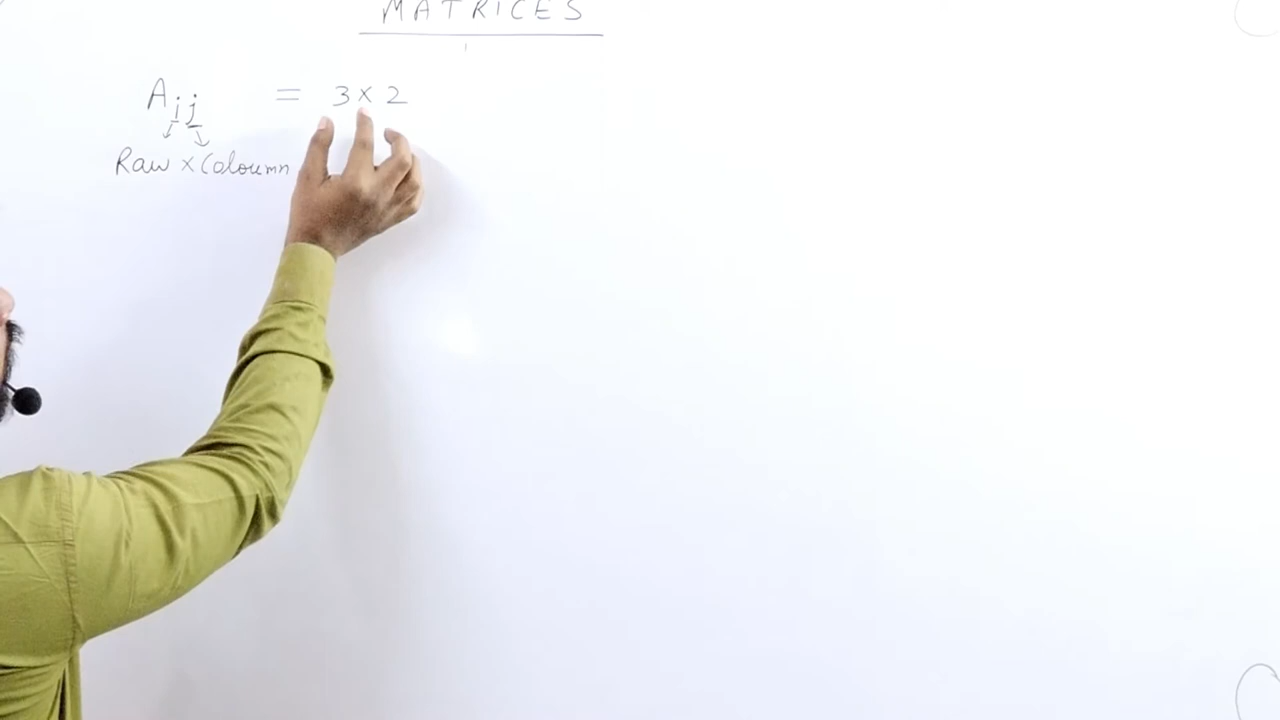 MATRICES
Aij = 3 × 2
Raw × Coloumn